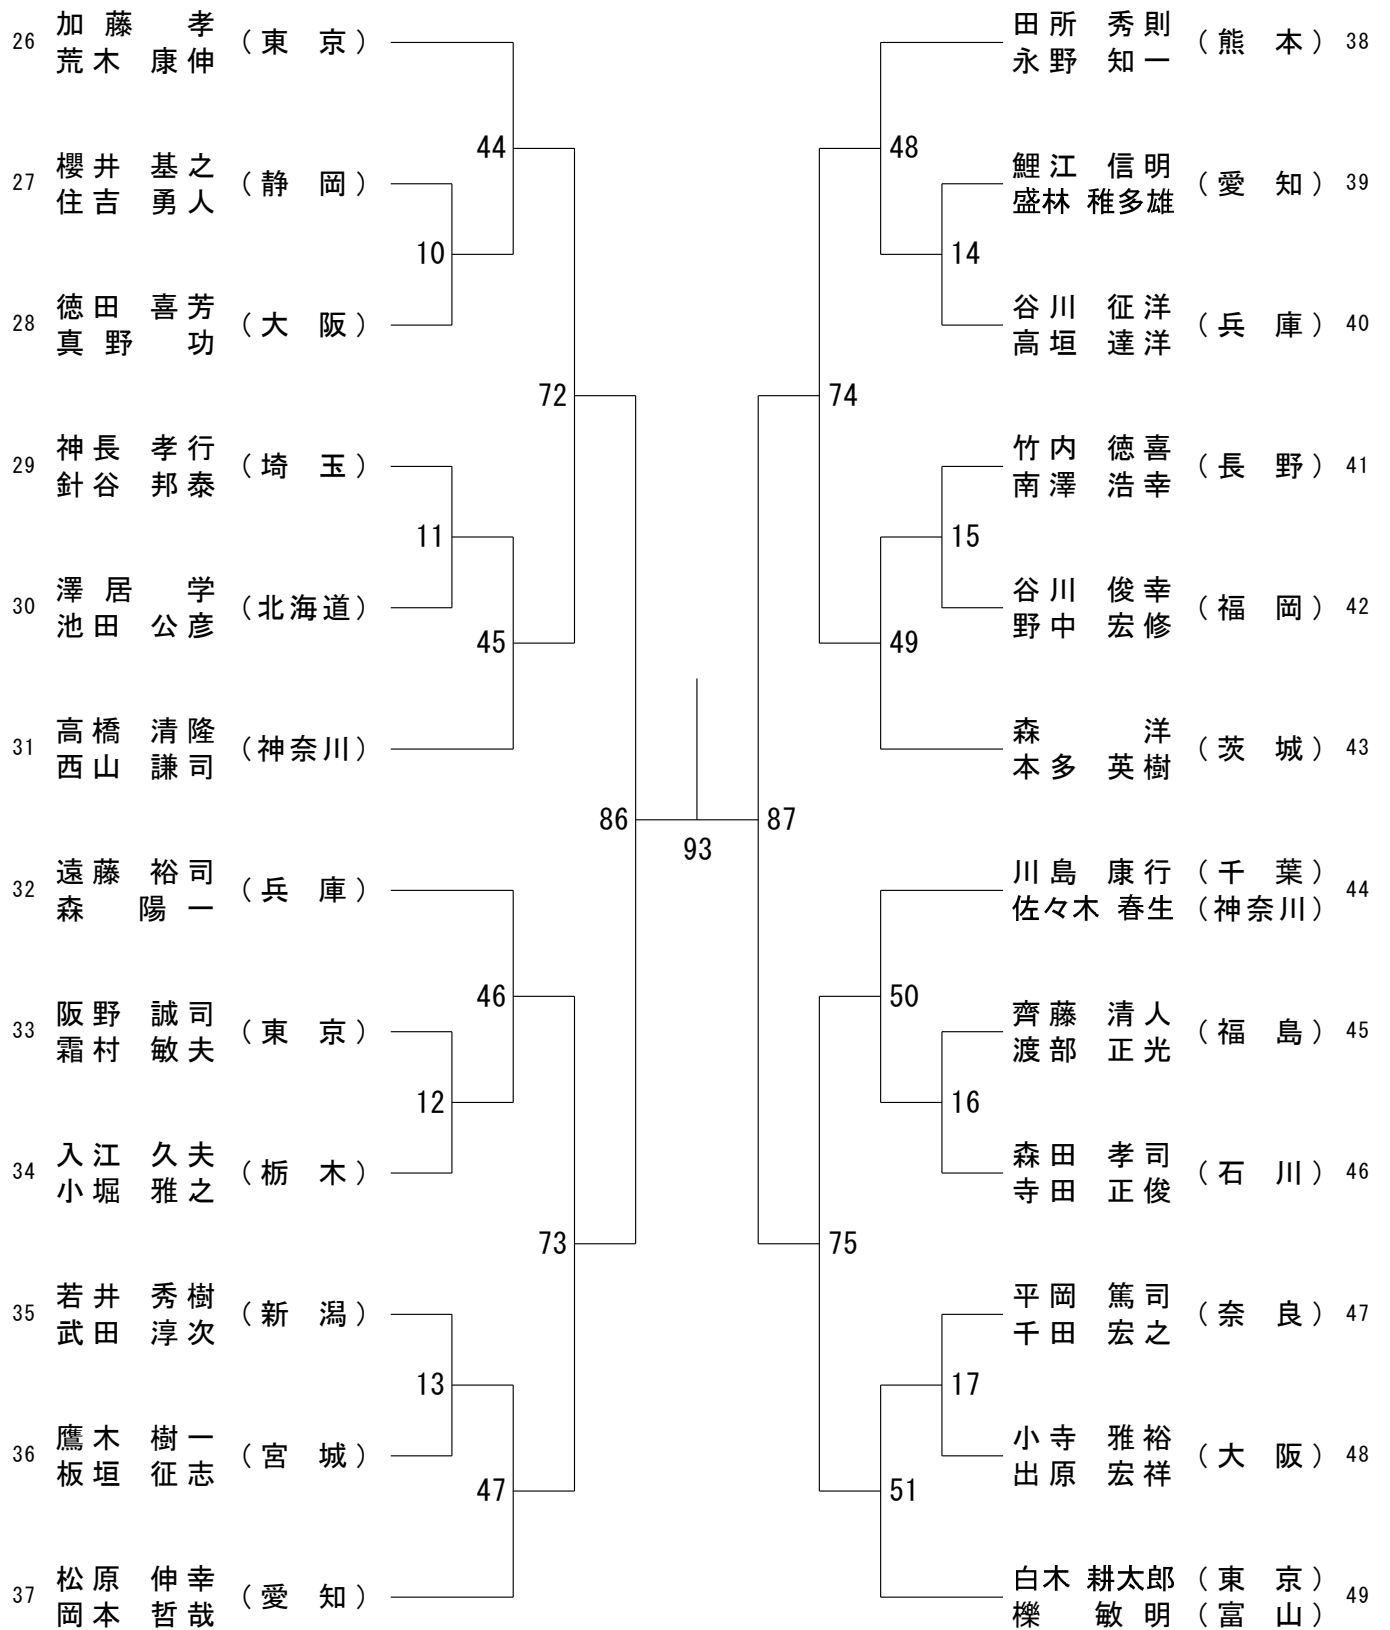 26 加藤 孝 (東京)
荒木 康伸
27 櫻井 基之 (静岡)
住吉 勇人
28 徳田 喜芳 (大阪)
真野 功
29 神長 孝行 (埼玉)
針谷 邦泰
30 澤居 学 (北海道)
池田 公彦
31 高橋 清隆 (神奈川)
西山 謙司
32 遠藤 裕司 (兵庫)
森 陽一
33 阪野 誠司 (東京)
霜村 敏夫
34 入江 久夫 (栃木)
小堀 雅之
35 若井 秀樹 (新潟)
武田 淳次
36 鷹木 樹一 (宮城)
板垣 征志
37 松原 伸幸 (愛知)
岡本 哲哉
44
10
72
11
45
86
46
12
73
13
47
93
48
14
74
15
49
87
50
16
75
17
51
田所 秀則 (熊本) 38
永野 知一
鯉江 信明 (愛知) 39
盛林 稚多雄
谷川 征洋 (兵庫) 40
高垣 達洋
竹内 徳喜 (長野) 41
南澤 浩幸
谷川 俊幸 (福岡) 42
野中 宏修
森 洋 (茨城) 43
本多 英樹
川島 康行 (千葉) 44
佐々木 春生 (神奈川)
齊藤 清人 (福島) 45
渡部 正光
森田 孝司 (石川) 46
寺田 正俊
平岡 篤司 (奈良) 47
千田 宏之
小寺 雅裕 (大阪) 48
出原 宏祥
白木 耕太郎 (東京) 49
櫟 敏明 (富山)